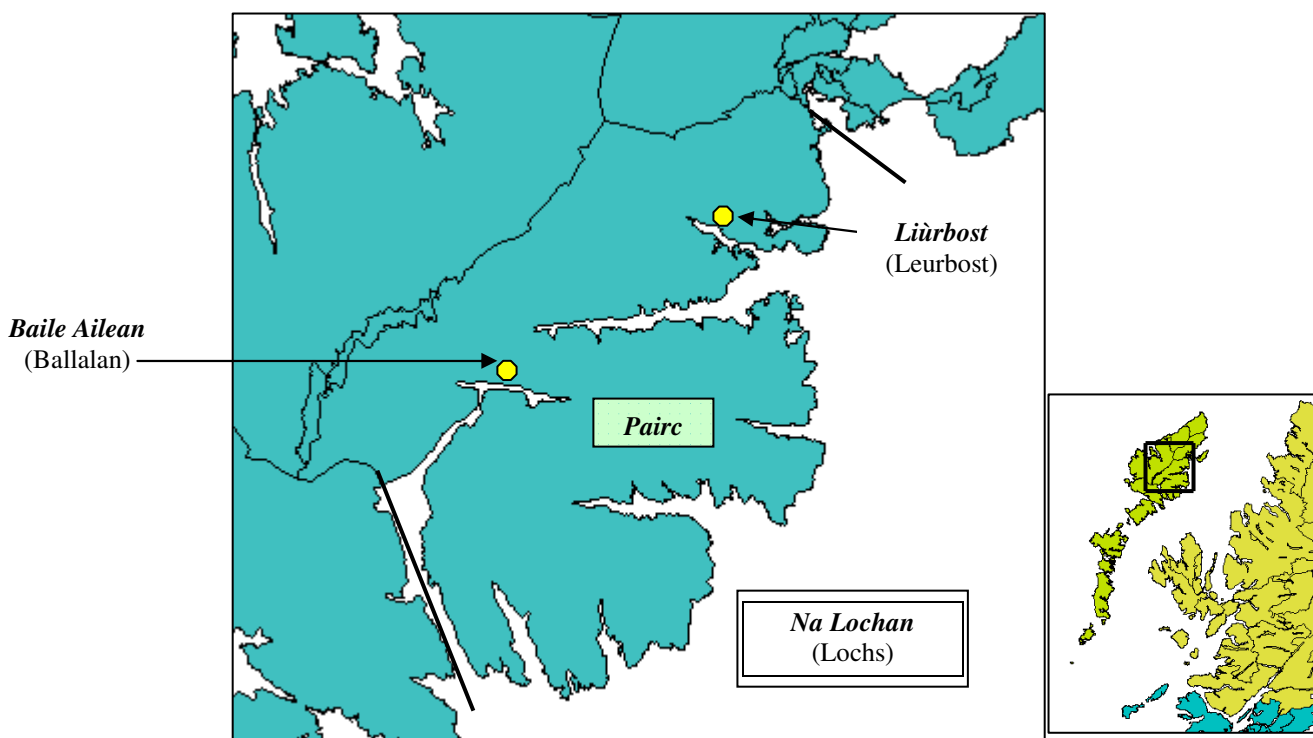 Liùrbost
(Leurbost)
Baile Ailean
(Ballalan)
Pairc
Na Lochan
(Lochs)